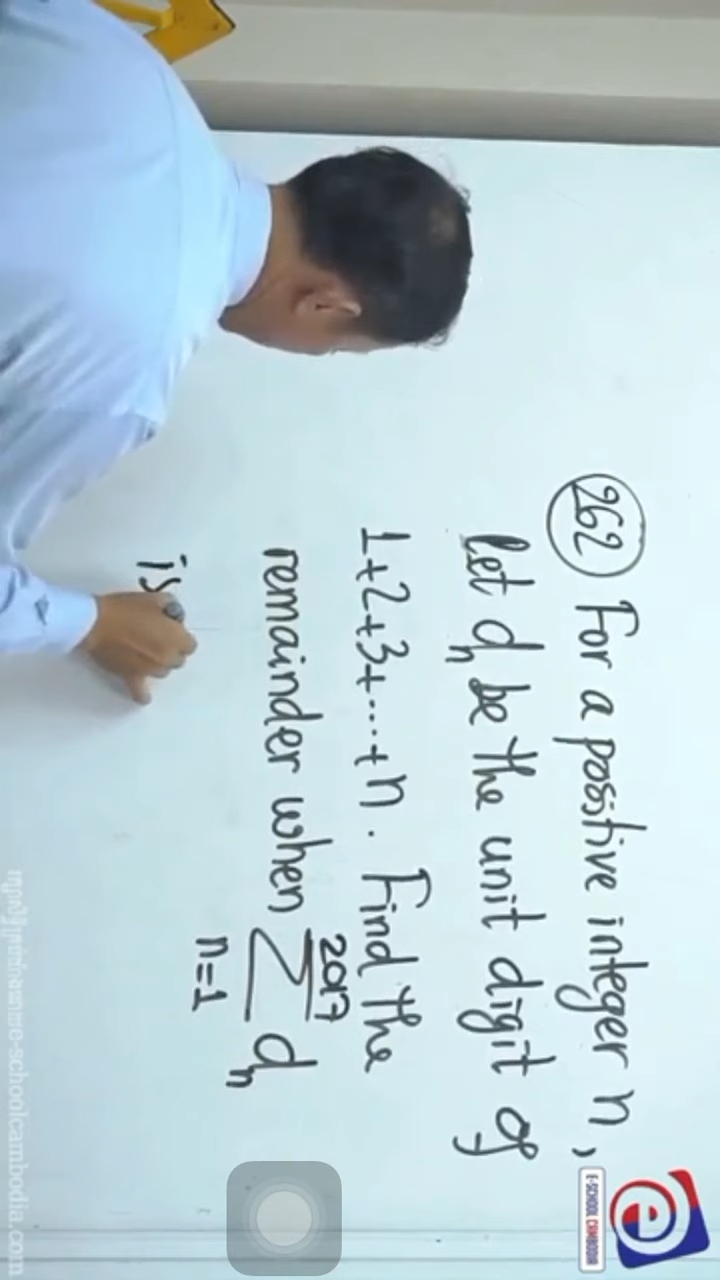 262 For a positive integer n,
let dₙ be the unit digit of
1+2+3+...+n. Find the
remainder when 2017∑n=1 dₙ
is
e
E-SCHOOL CAMBODIA